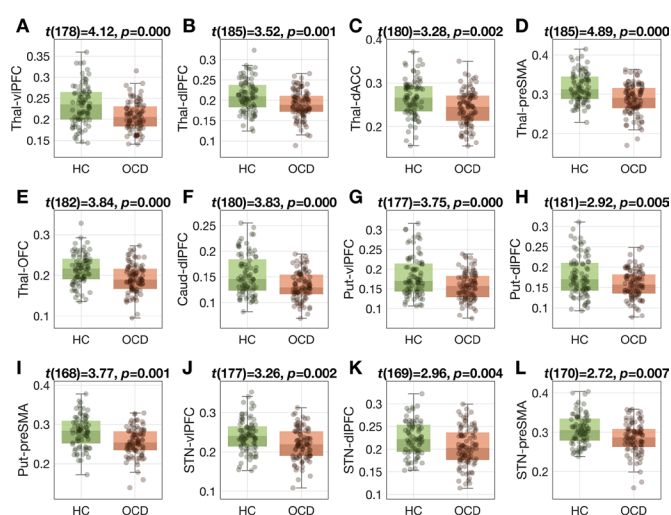 A t(178)=4.12, p=0.000
B t(185)=3.52, p=0.001
C t(180)=3.28, p=0.002
D t(185)=4.89, p=0.000
Thal-vlPFC
0.35
0.3
0.25
0.2
0.15
HC OCD
Thal-dlPFC
0.3
0.25
0.2
0.15
0.1
HC OCD
Thal-dACC
0.4
0.3
0.2
HC OCD
Thal-preSMA
0.4
0.3
0.2
HC OCD
E t(182)=3.84, p=0.000
F t(180)=3.83, p=0.000
G t(177)=3.75, p=0.000
H t(181)=2.92, p=0.005
Thal-OFC
0.3
0.2
0.1
HC OCD
Caud-dlPFC
0.25
0.2
0.15
0.1
HC OCD
Put-vlPFC
0.3
0.25
0.2
0.15
0.1
HC OCD
Put-dlPFC
0.3
0.25
0.2
0.15
0.1
HC OCD
I t(168)=3.77, p=0.001
J t(177)=3.26, p=0.002
K t(169)=2.96, p=0.004
L t(170)=2.72, p=0.007
Put-preSMA
0.4
0.3
0.2
HC OCD
STN-vlPFC
0.3
0.2
0.1
HC OCD
STN-dlPFC
0.3
0.25
0.2
0.15
0.1
HC OCD
STN-preSMA
0.4
0.3
0.2
HC OCD